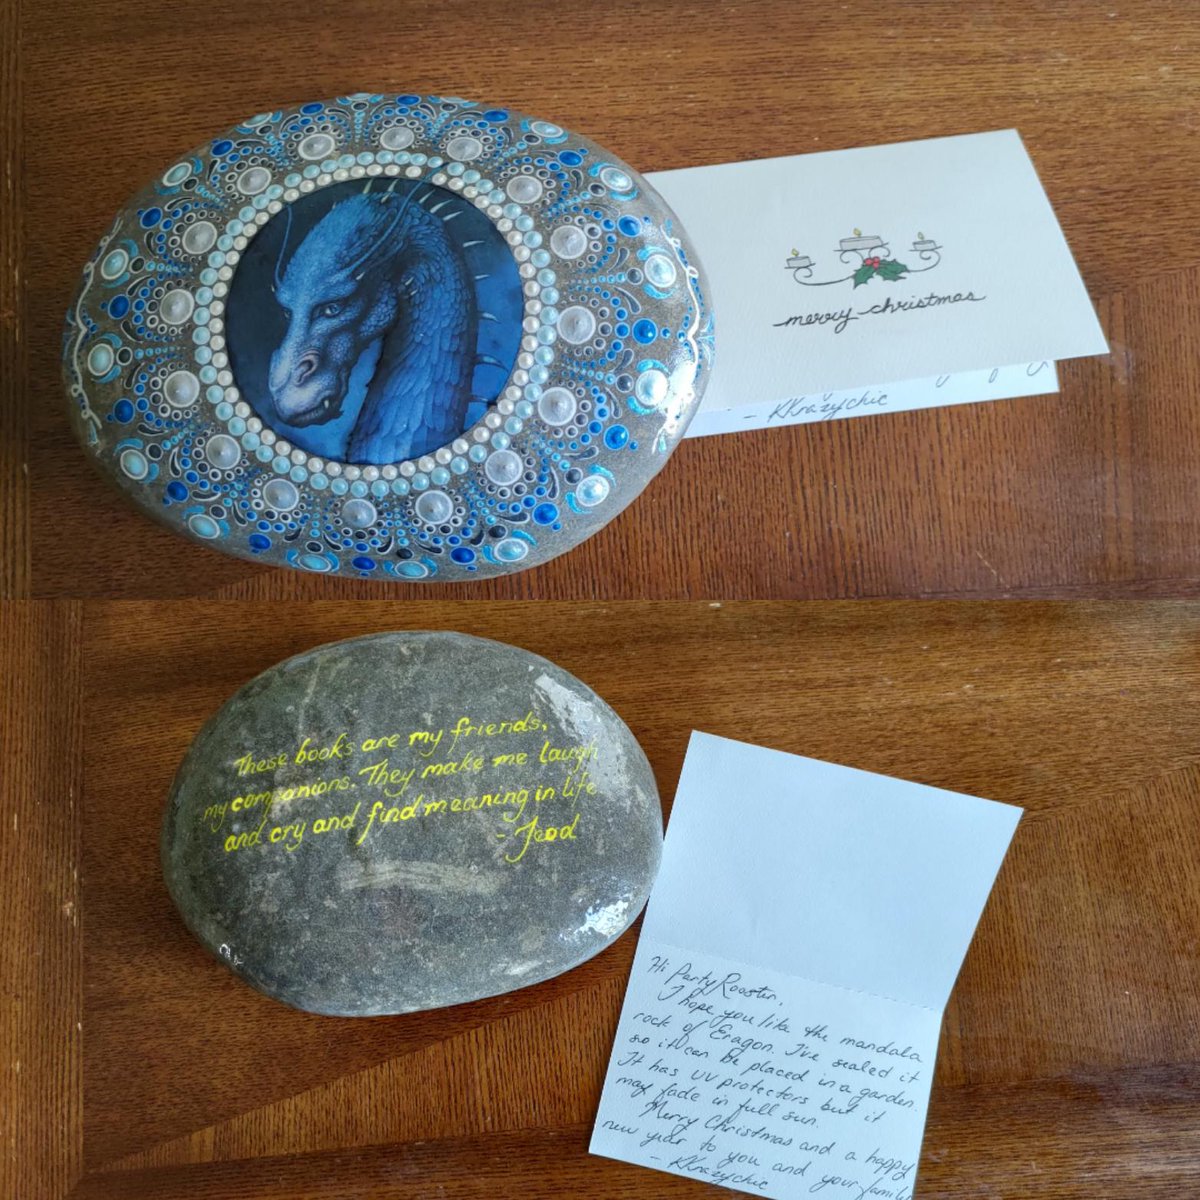 merry christmas
- KKrazychic
These books are my friends,
my companions. They make me laugh
and cry and find meaning in life
- Jeod
Hi PartyRooster,
I hope you like the mandala
rock of Eragon. I've sealed it
so it can be placed in a garden.
It has UV protectors but it
may fade in full sun.
Merry Christmas and a happy
new year to you and your family
- KKrazychic